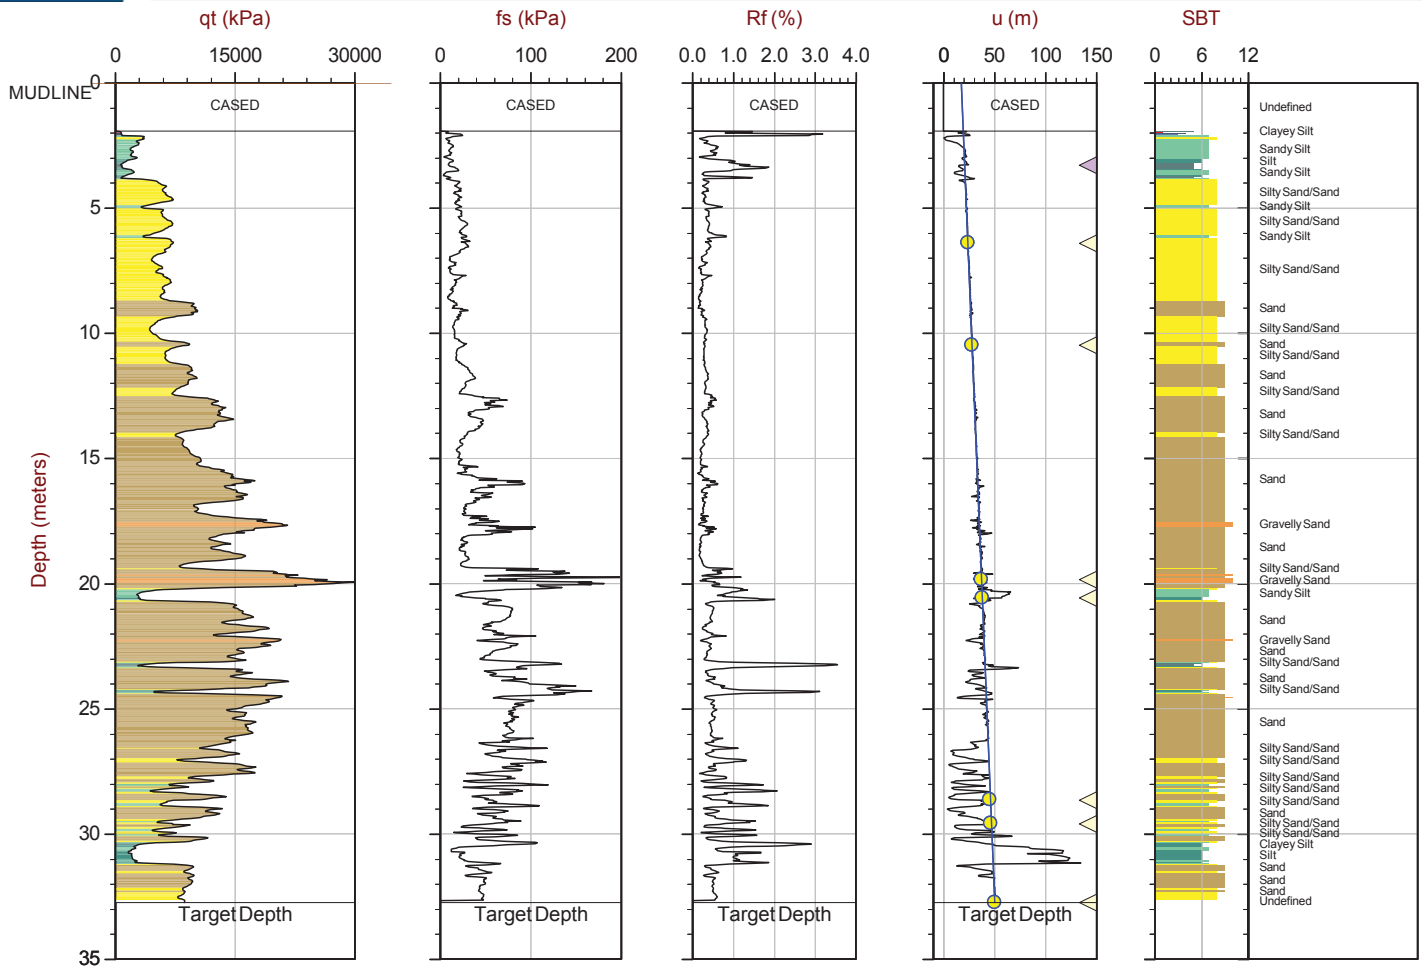 qt (kPa) fs (kPa) Rf (%) u (m) SBT
0 15000 30000 0 100 200 0.0 1.0 2.0 3.0 4.0 0 50 100 150 0 6 12
0
MUDLINE
CASED CASED CASED CASED
Undefined
Clayey Silt
Sandy Silt
Silt
Sandy Silt
Silty Sand/Sand
5
Sandy Silt
Silty Sand/Sand
Sandy Silt
Silty Sand/Sand
Sand
Silty Sand/Sand
10
Sand
Silty Sand/Sand
Sand
Silty Sand/Sand
Sand
Silty Sand/Sand
15
Sand
Gravelly Sand
Depth (meters)
Sand
Silty Sand/Sand
20
Gravelly Sand
Sandy Silt
Sand
Gravelly Sand
Sand
Silty Sand/Sand
Sand
Silty Sand/Sand
25
Sand
Silty Sand/Sand
Silty Sand/Sand
Silty Sand/Sand
Silty Sand/Sand
Silty Sand/Sand
Sand
Silty Sand/Sand
30
Silty Sand/Sand
Clayey Silt
Silt
Sand
Sand
Sand
Undefined
Target Depth Target Depth Target Depth Target Depth
35